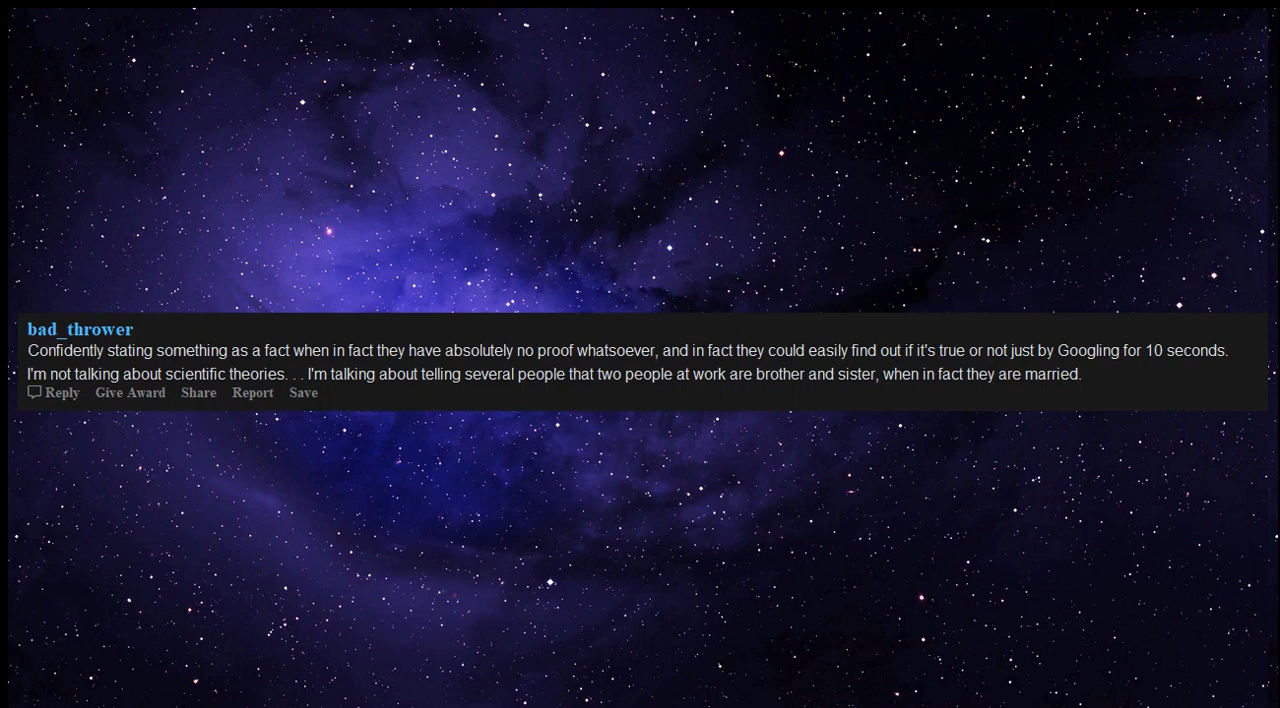 bad_thrower
Confidently stating something as a fact when in fact they have absolutely no proof whatsoever, and in fact they could easily find out if it's true or not just by Googling for 10 seconds.
I'm not talking about scientific theories. . . I'm talking about telling several people that two people at work are brother and sister, when in fact they are married.
Reply Give Award Share Report Save